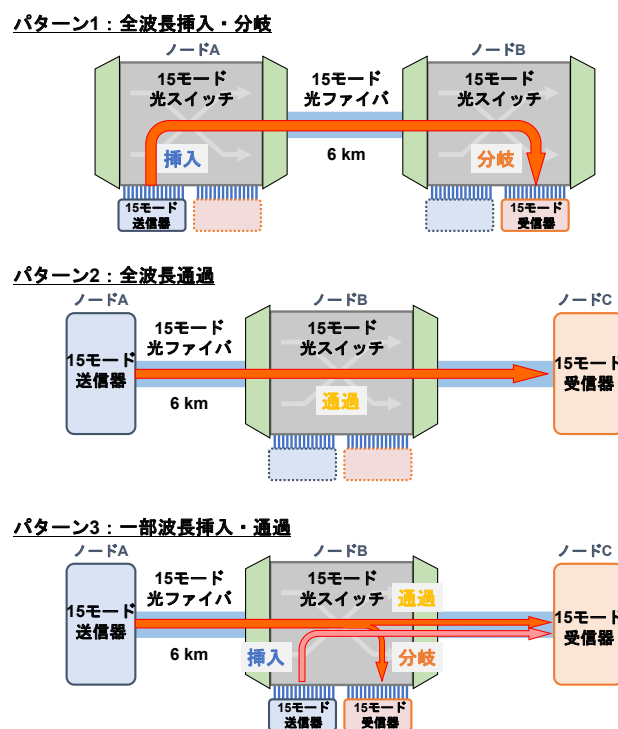 パターン1：全波長挿入・分岐
ノードA
ノードB
15モード
光スイッチ
15モード
光ファイバ
15モード
光スイッチ
挿入
6 km
分岐
15モード
送信器
15モード
受信器
パターン2：全波長通過
ノードA
ノードB
ノードC
15モード
送信器
15モード
光ファイバ
15モード
光スイッチ
15モード
受信器
6 km
通過
パターン3：一部波長挿入・通過
ノードA
ノードB
ノードC
15モード
送信器
15モード
光ファイバ
15モード
光スイッチ
通過
15モード
受信器
6 km
挿入
分岐
15モード
送信器
15モード
受信器